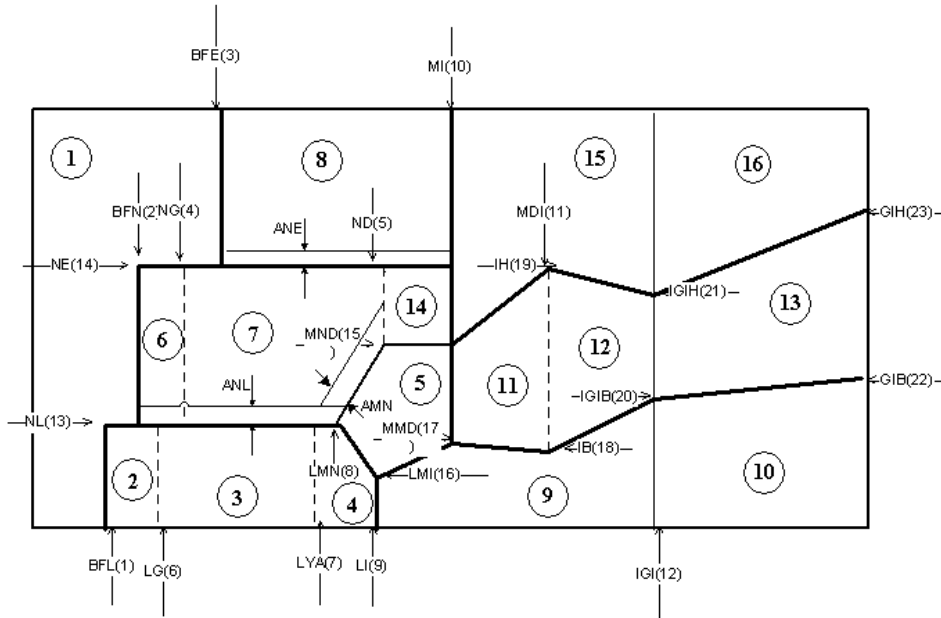 BFE(3)
MI(10)
1
8
15
16
BFN(2)
NG(4)
ND(5)
MDI(11)
GIH(23)
ANE
NE(14)
IH(19)
IGIH(21)
14
13
6
7
MND(15
)
12
5
11
ANL
AMN
IGIB(20)
GIB(22)
NL(13)
MMD(17
)
IB(18)
LMN(8)
LMI(16)
2
3
4
9
10
BFL(1)
LG(6)
LYA(7)
LI(9)
IGI(12)